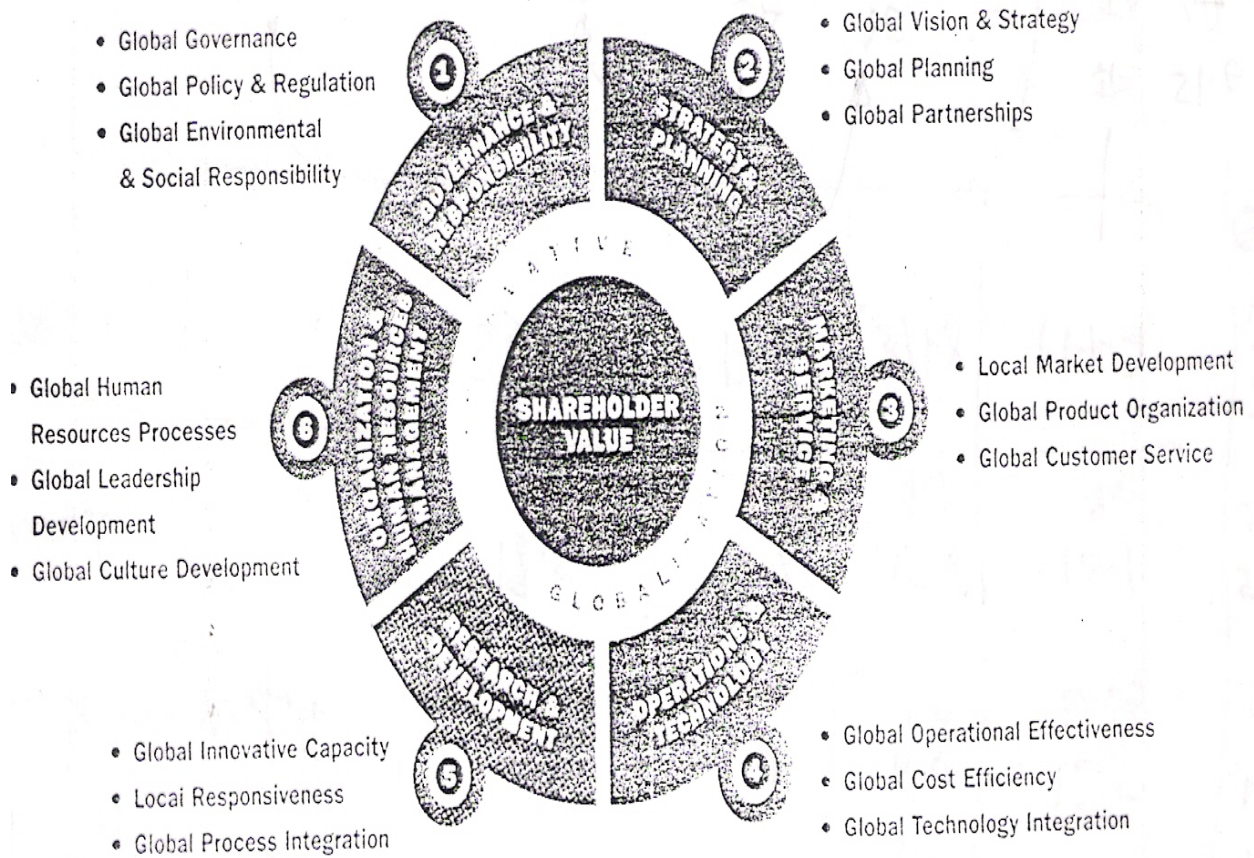 • Global Governance
• Global Policy & Regulation
• Global Environmental
& Social Responsibility
1
GOVERNANCE &
RESPONSIBILITY
2
STRATEGY &
PLANNING
• Global Vision & Strategy
• Global Planning
• Global Partnerships
3
MARKETING &
SERVICE
• Local Market Development
• Global Product Organization
• Global Customer Service
4
OPERATIONS &
TECHNOLOGY
• Global Operational Effectiveness
• Global Cost Efficiency
• Global Technology Integration
5
RESEARCH &
DEVELOPMENT
• Global Innovative Capacity
• Local Responsiveness
• Global Process Integration
6
ORGANIZATION &
HUMAN RESOURCES
MANAGEMENT
• Global Human
Resources Processes
• Global Leadership
Development
• Global Culture Development
SHAREHOLDER
VALUE